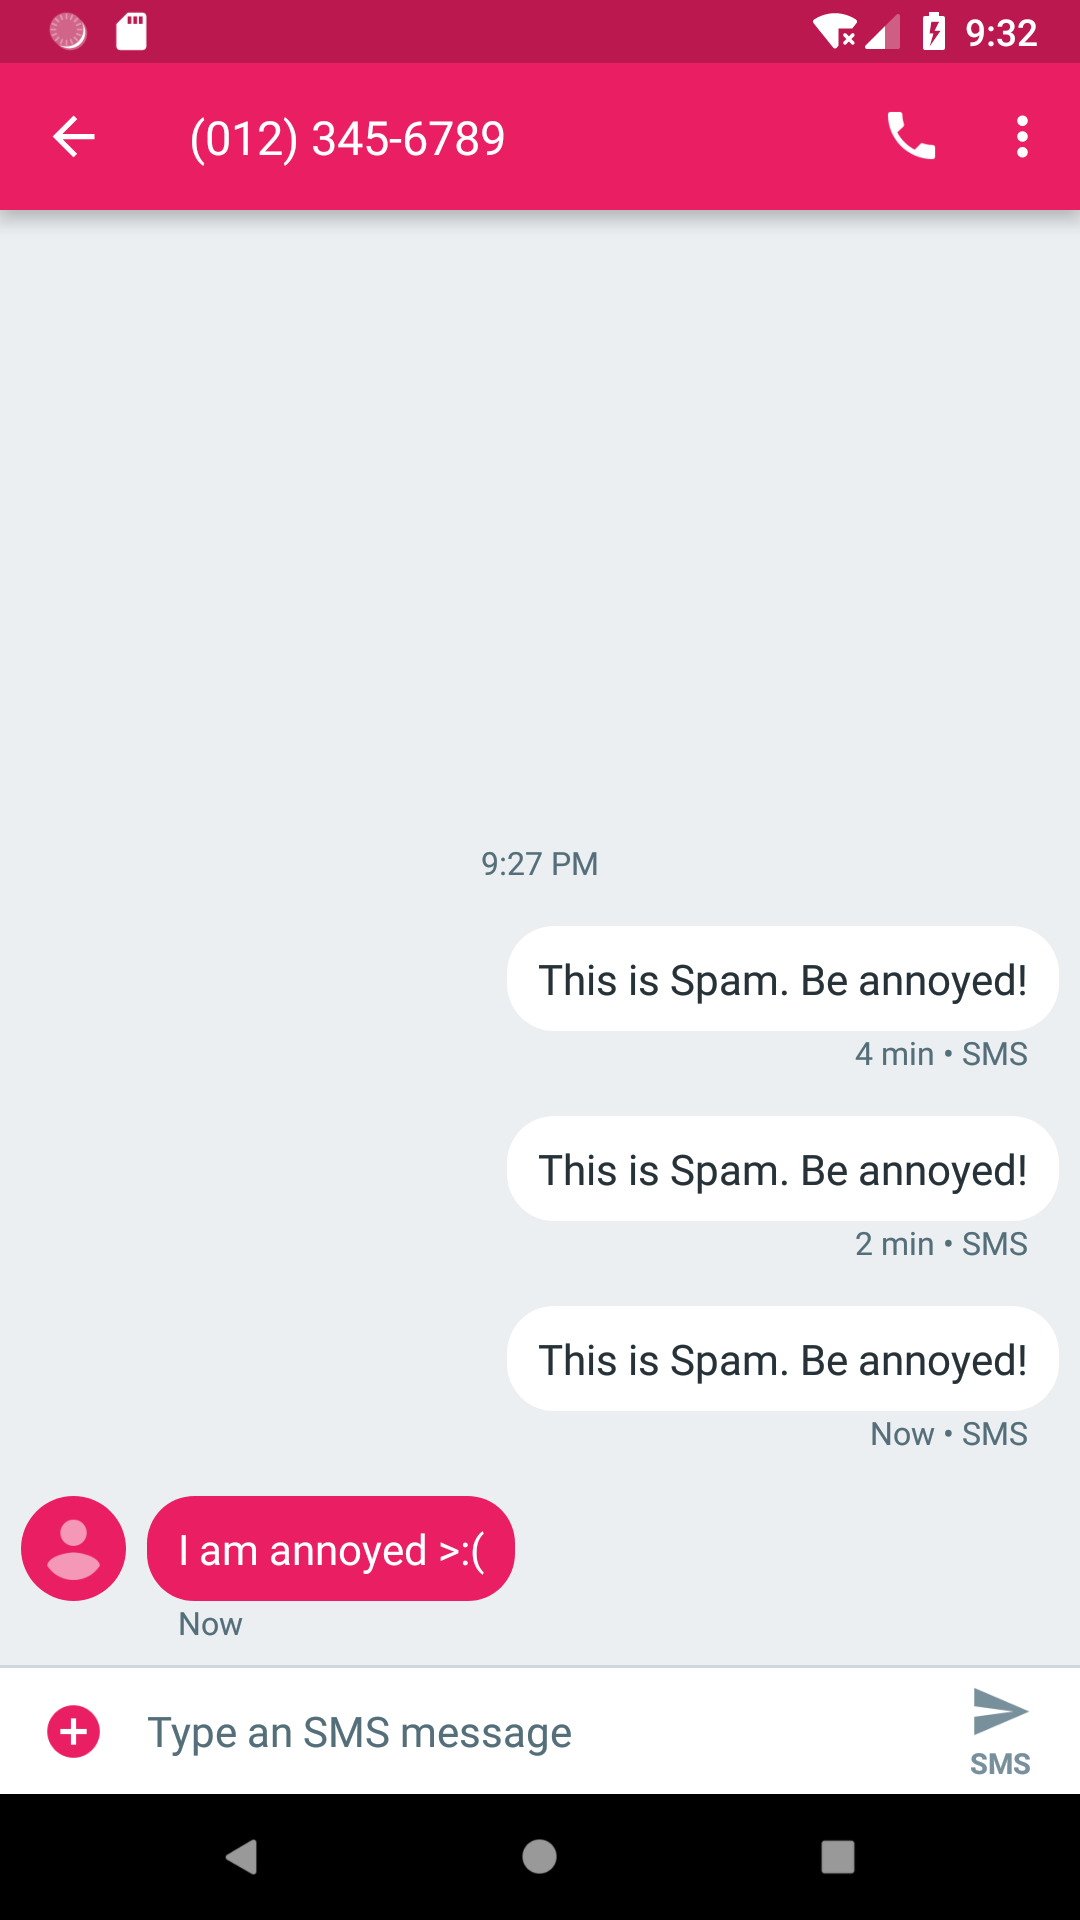 9:32
(012) 345-6789
9:27 PM
This is Spam. Be annoyed!
4 min • SMS
This is Spam. Be annoyed!
2 min • SMS
This is Spam. Be annoyed!
Now • SMS
I am annoyed >:(
Now
Type an SMS message
SMS